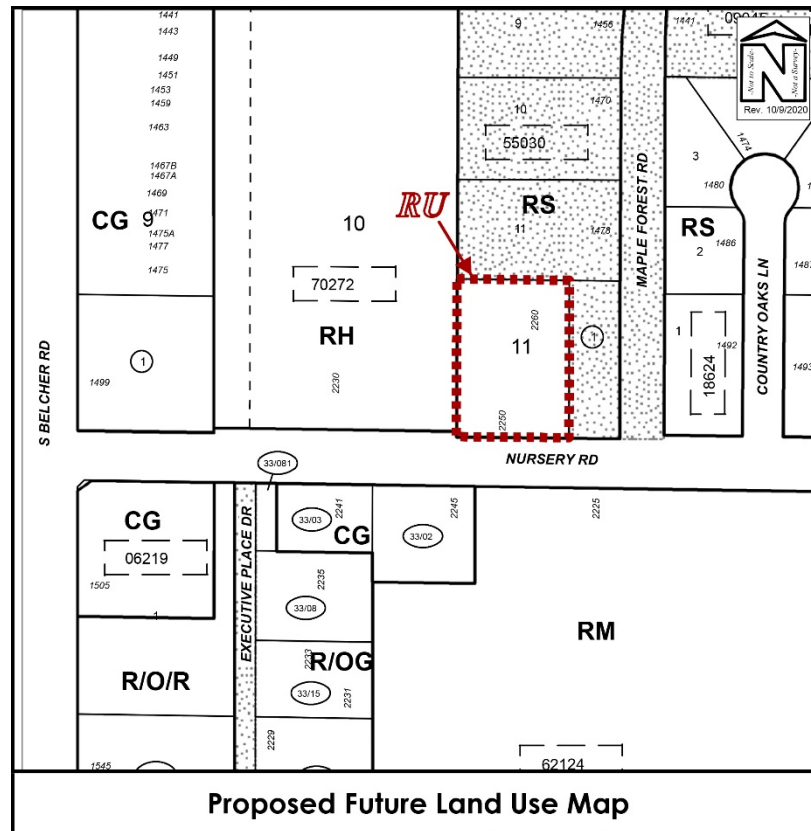 1441
1443
1449
1451
1453
1459
1463
1467B
1467A
1469
1471
1475A
1477
1475
CG 9
1
1499
S BELCHER RD
10
70272
RH
2230
9
1456
10
1470
55030
RS
11
1478
RU
11
2260
2250
MAPLE FOREST RD
1441
-Not to Scale-
N
-Not a Survey-
Rev. 10/9/2020
1474
3
1480
RS
2
1486
1
1492
18624
COUNTRY OAKS LN
1493
NURSERY RD
33/081
CG
06219
1505
1
R/O/R
1545
EXECUTIVE PLACE DR
33/03
2241
CG
33/02
2245
2225
33/08
2235
R/OG
2233
33/15
2231
2229
RM
62124
Proposed Future Land Use Map